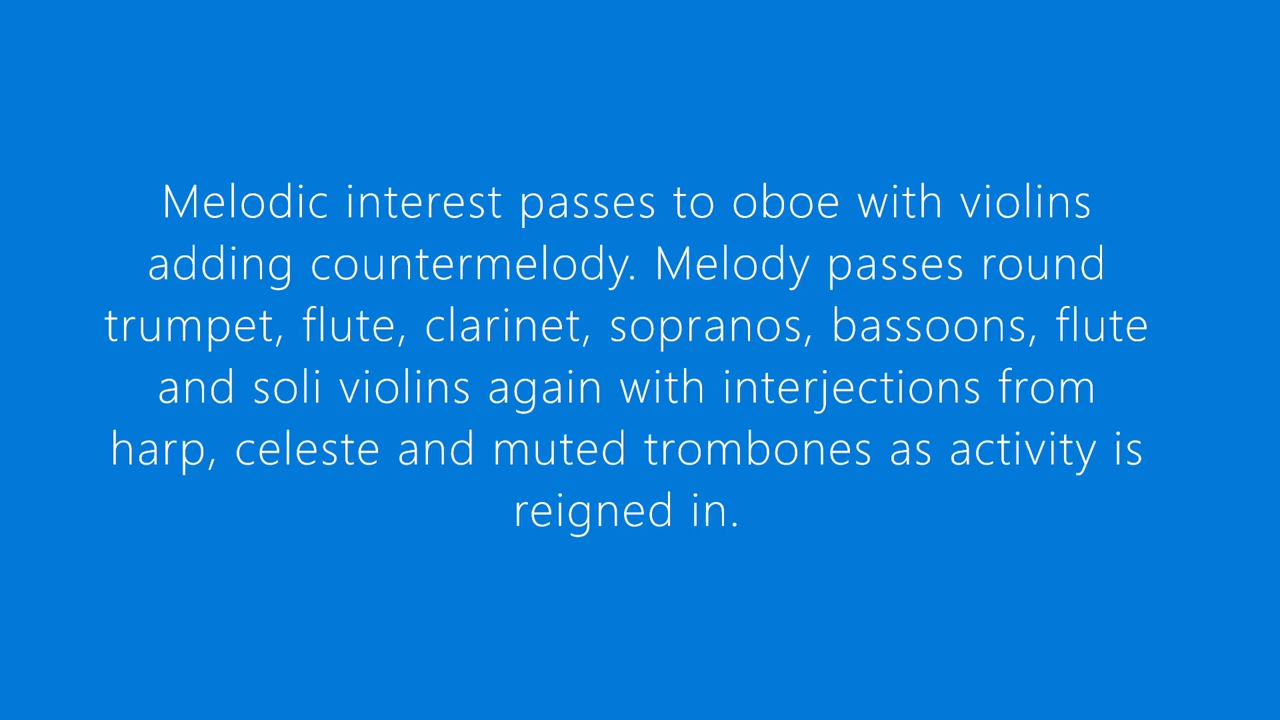 Melodic interest passes to oboe with violins
adding countermelody. Melody passes round
trumpet, flute, clarinet, sopranos, bassoons, flute
and soli violins again with interjections from
harp, celeste and muted trombones as activity is
reigned in.